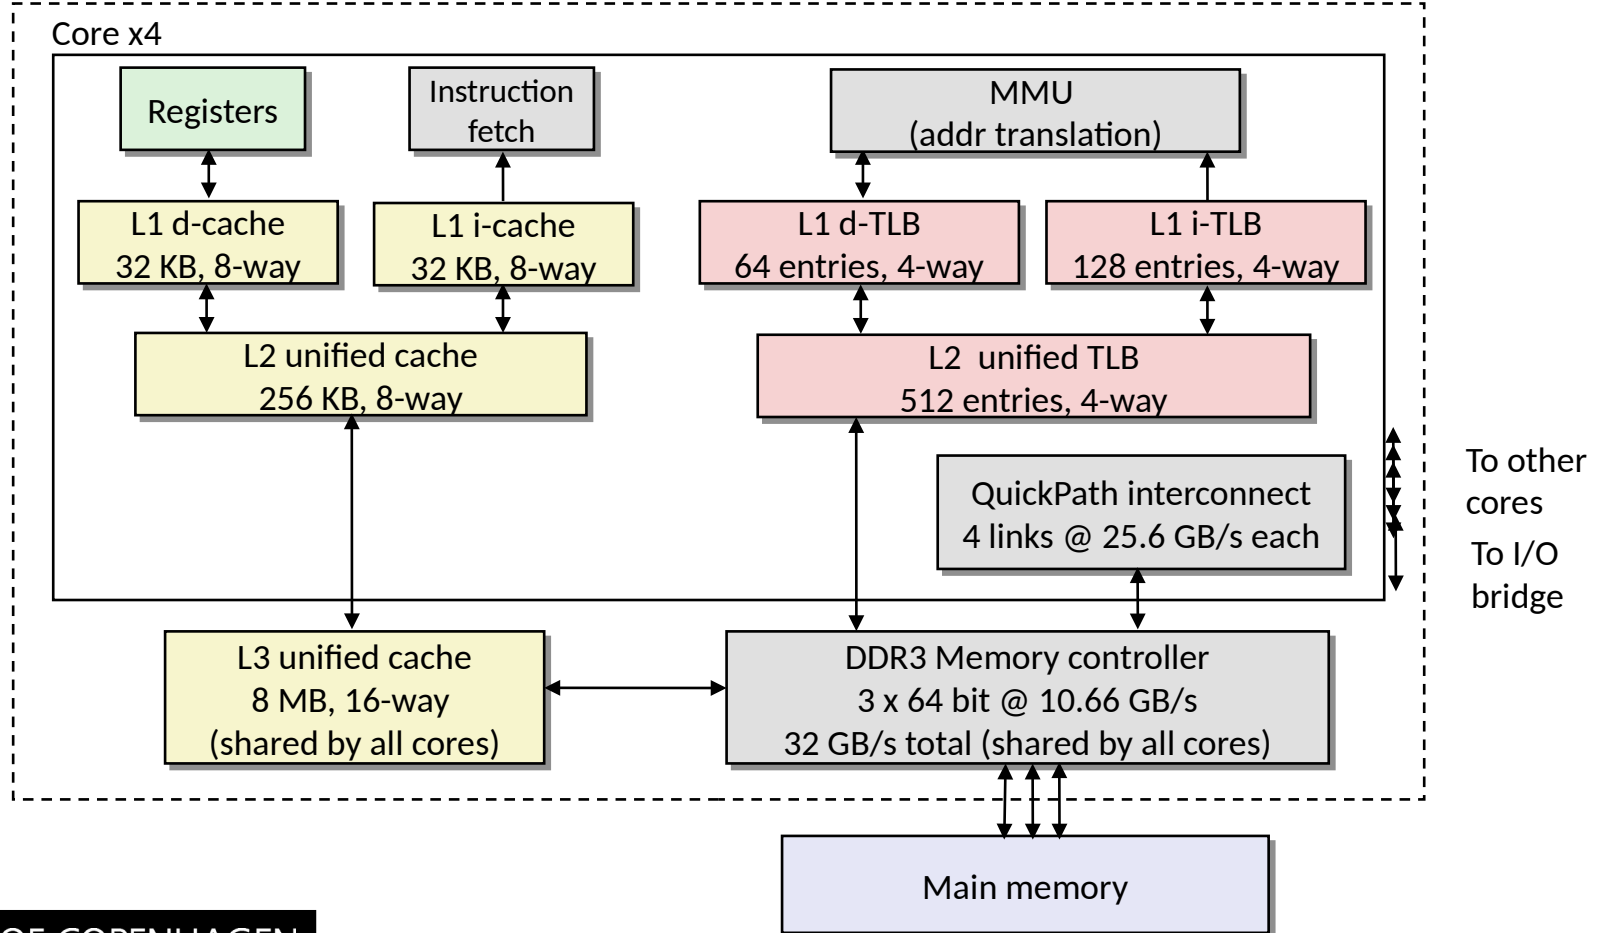 Core x4
Registers
Instruction
fetch
MMU
(addr translation)
L1 d-cache
32 KB, 8-way
L1 i-cache
32 KB, 8-way
L1 d-TLB
64 entries, 4-way
L1 i-TLB
128 entries, 4-way
L2 unified cache
256 KB, 8-way
L2 unified TLB
512 entries, 4-way
QuickPath interconnect
4 links @ 25.6 GB/s each
To other
cores
To I/O
bridge
L3 unified cache
8 MB, 16-way
(shared by all cores)
DDR3 Memory controller
3 x 64 bit @ 10.66 GB/s
32 GB/s total (shared by all cores)
Main memory
OF COPENHAGEN